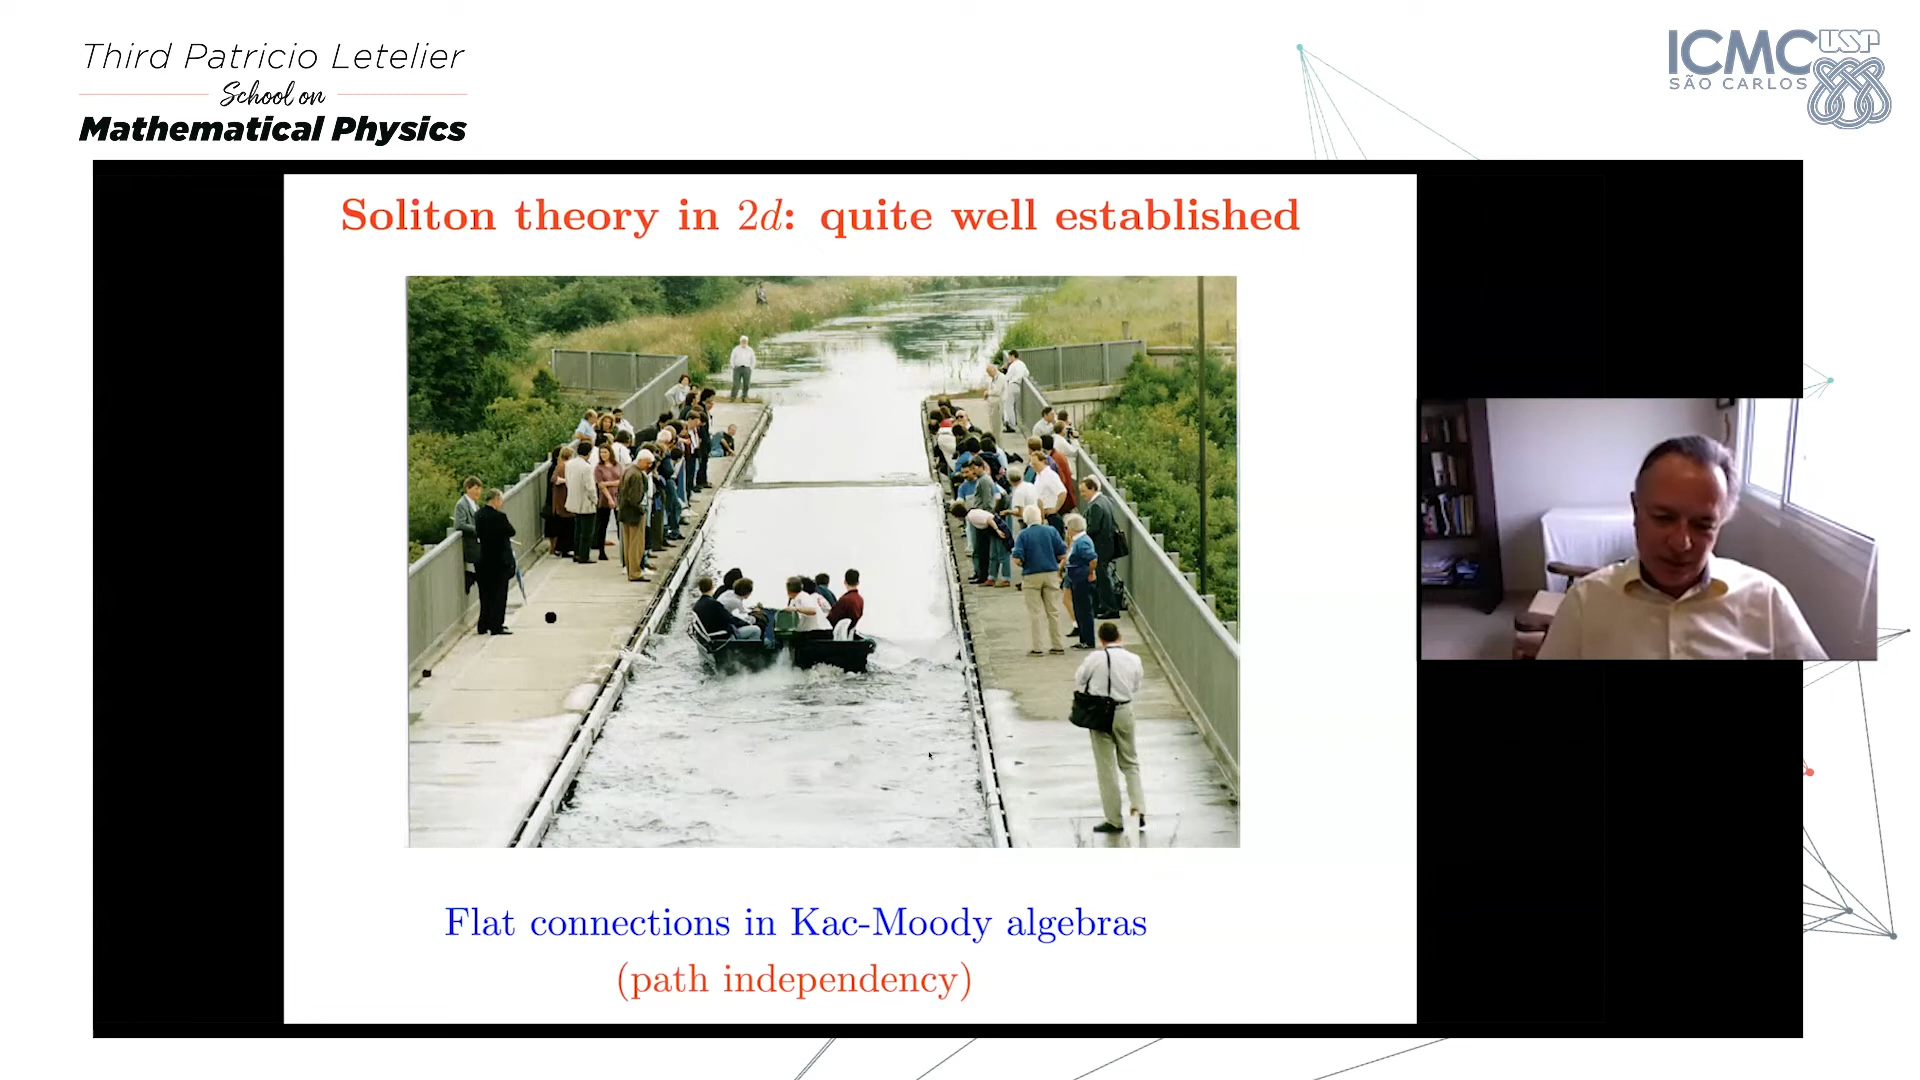 Third Patricio Letelier
School on
Mathematical Physics
ICMC USP
SÃO CARLOS
Soliton theory in 2d: quite well established
Flat connections in Kac-Moody algebras
(path independency)